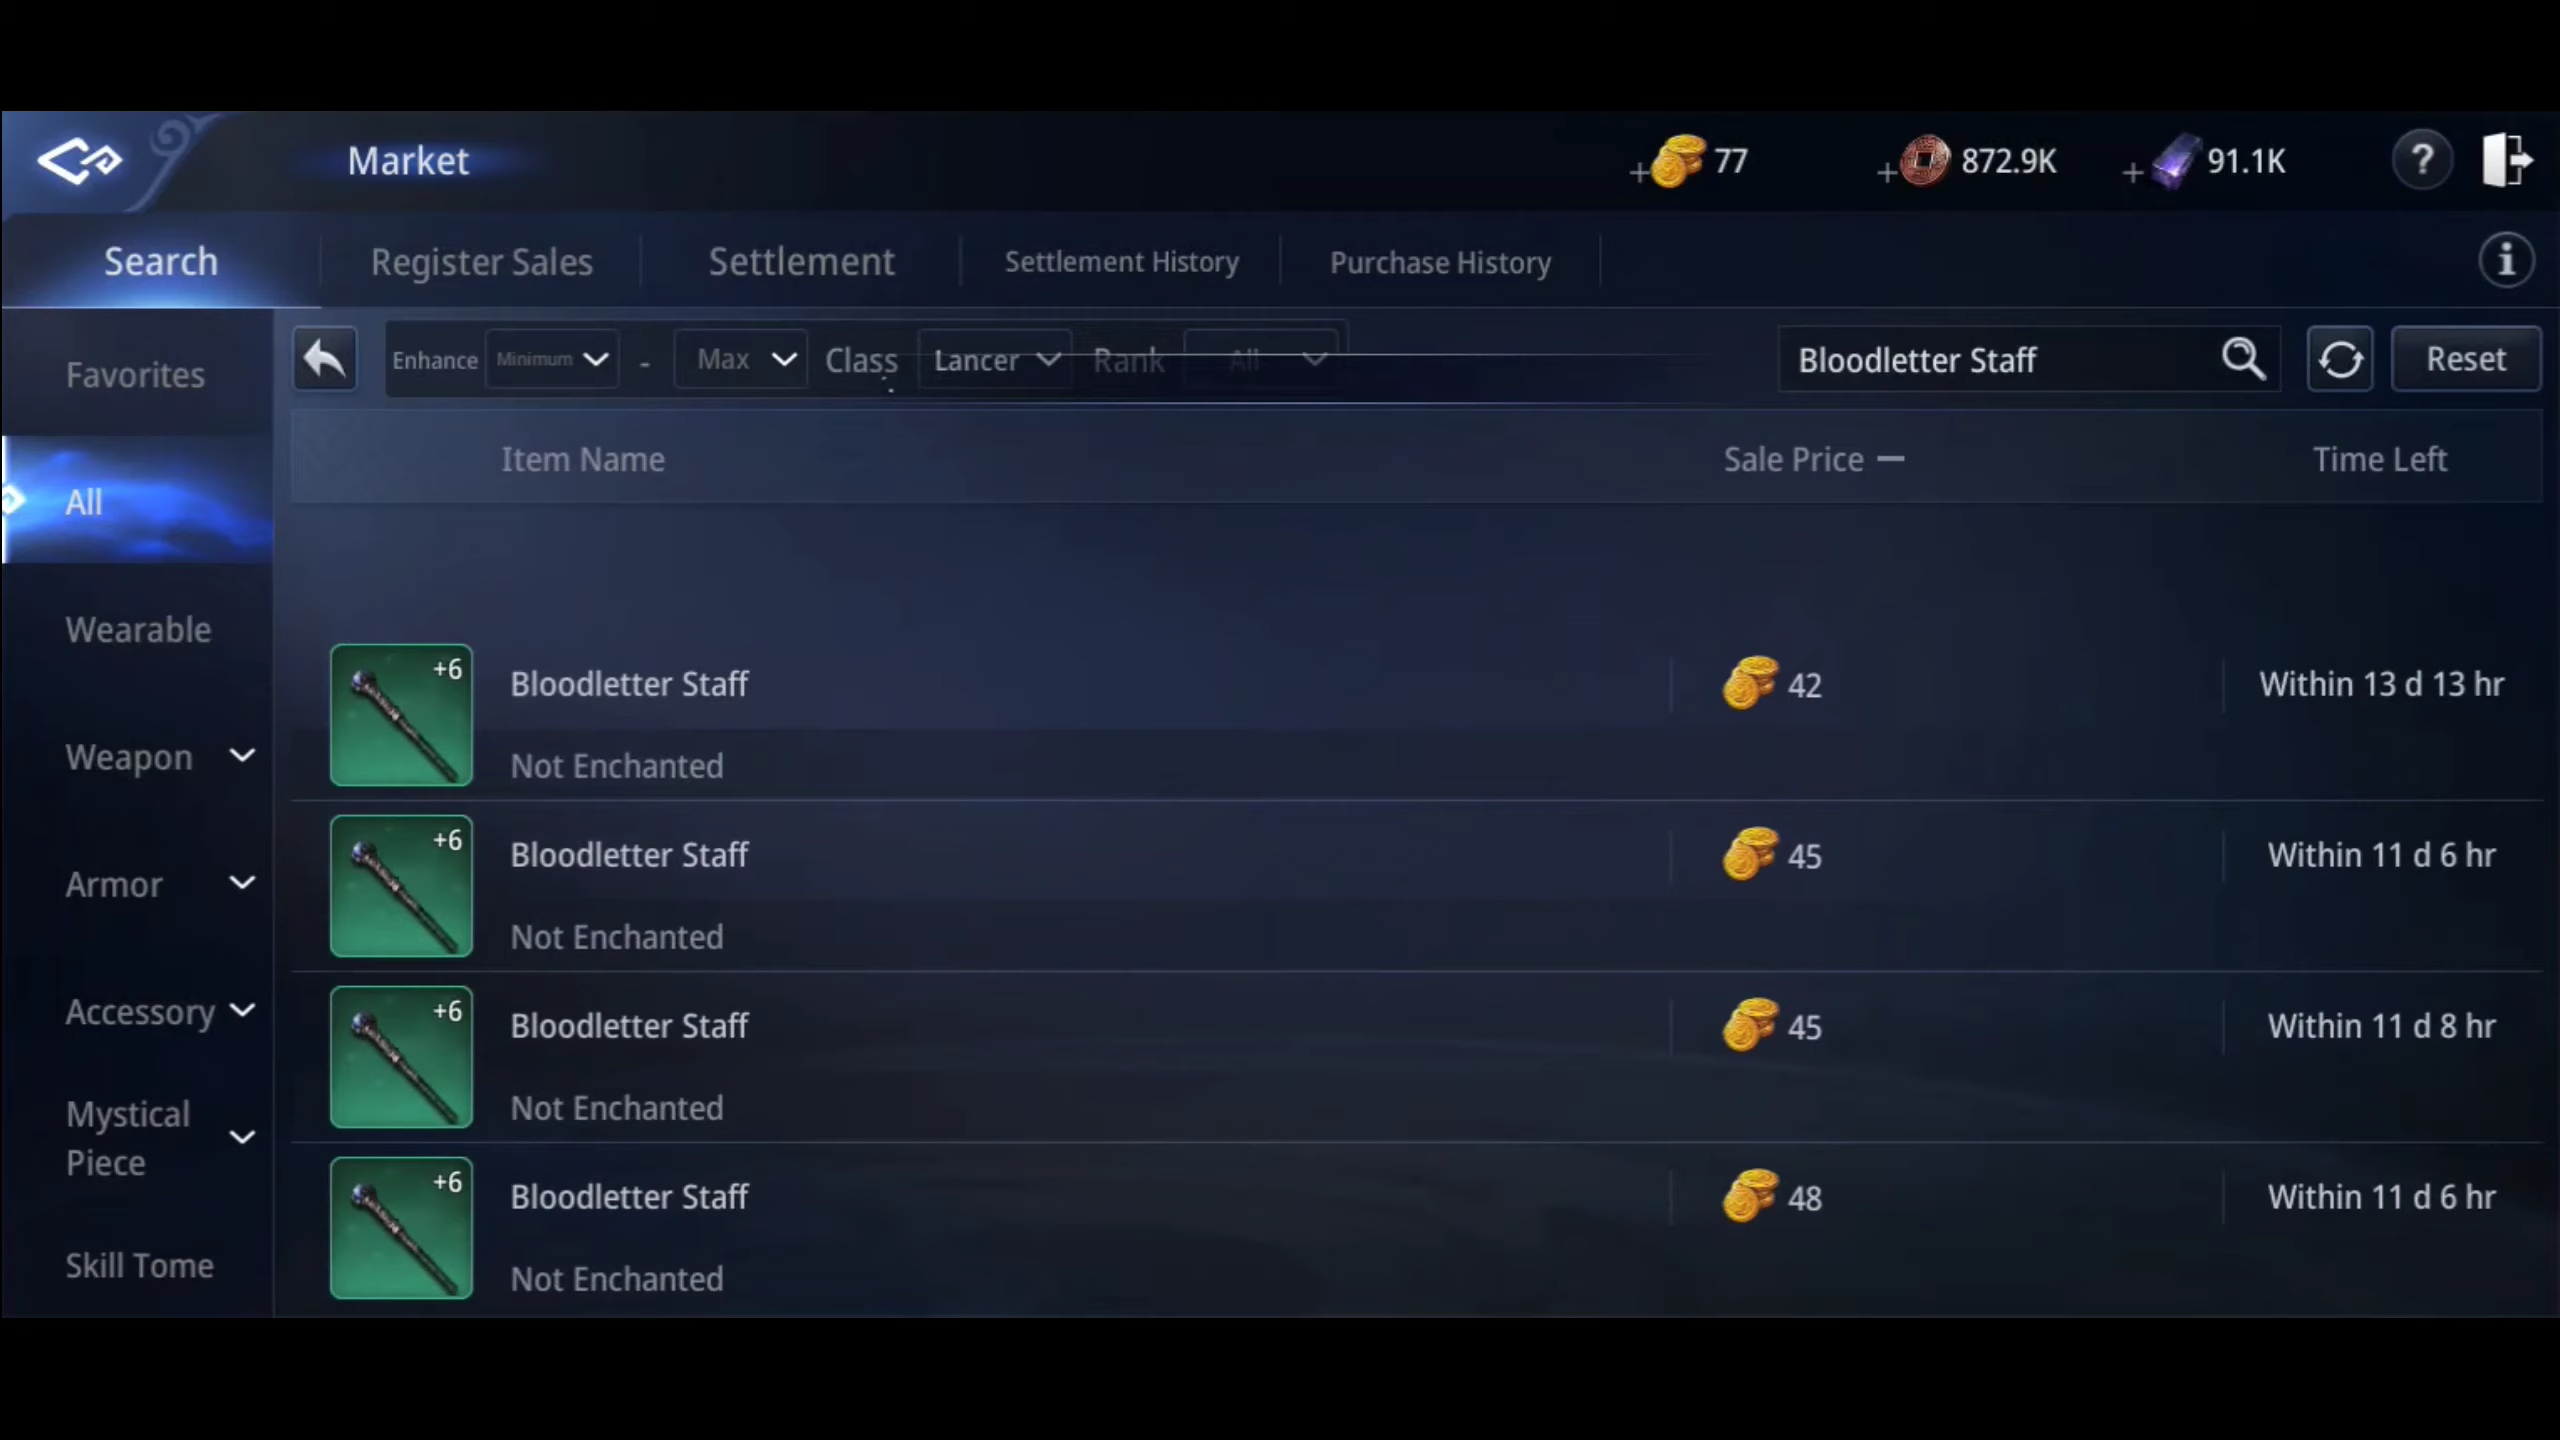 Market
+ 77
+ 872.9K
+ 91.1K
?
Search
Register Sales
Settlement
Settlement History
Purchase History
i
Favorites
All
Wearable
Weapon
Armor
Accessory
Mystical
Piece
Skill Tome
Enhance
Minimum
-
Max
Class
Lancer
Rank
All
Bloodletter Staff
Reset
Item Name
Sale Price
Time Left
+6
Bloodletter Staff
Not Enchanted
42
Within 13 d 13 hr
+6
Bloodletter Staff
Not Enchanted
45
Within 11 d 6 hr
+6
Bloodletter Staff
Not Enchanted
45
Within 11 d 8 hr
+6
Bloodletter Staff
Not Enchanted
48
Within 11 d 6 hr